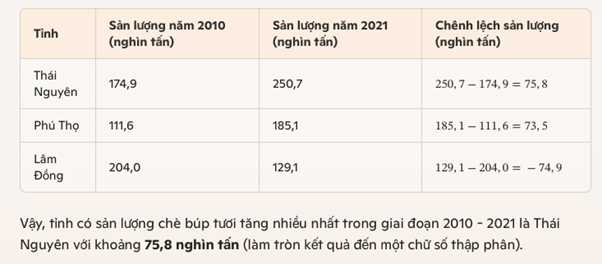 Tỉnh | Sản lượng năm 2010 (nghìn tấn) | Sản lượng năm 2021 (nghìn tấn) | Chênh lệch sản lượng (nghìn tấn)
Thái Nguyên | 174,9 | 250,7 | 250,7 − 174,9 = 75,8
Phú Thọ | 111,6 | 185,1 | 185,1 − 111,6 = 73,5
Lâm Đồng | 204,0 | 129,1 | 129,1 − 204,0 = −74,9
Vậy, tỉnh có sản lượng chè búp tươi tăng nhiều nhất trong giai đoạn 2010 - 2021 là Thái
Nguyên với khoảng 75,8 nghìn tấn (làm tròn kết quả đến một chữ số thập phân).